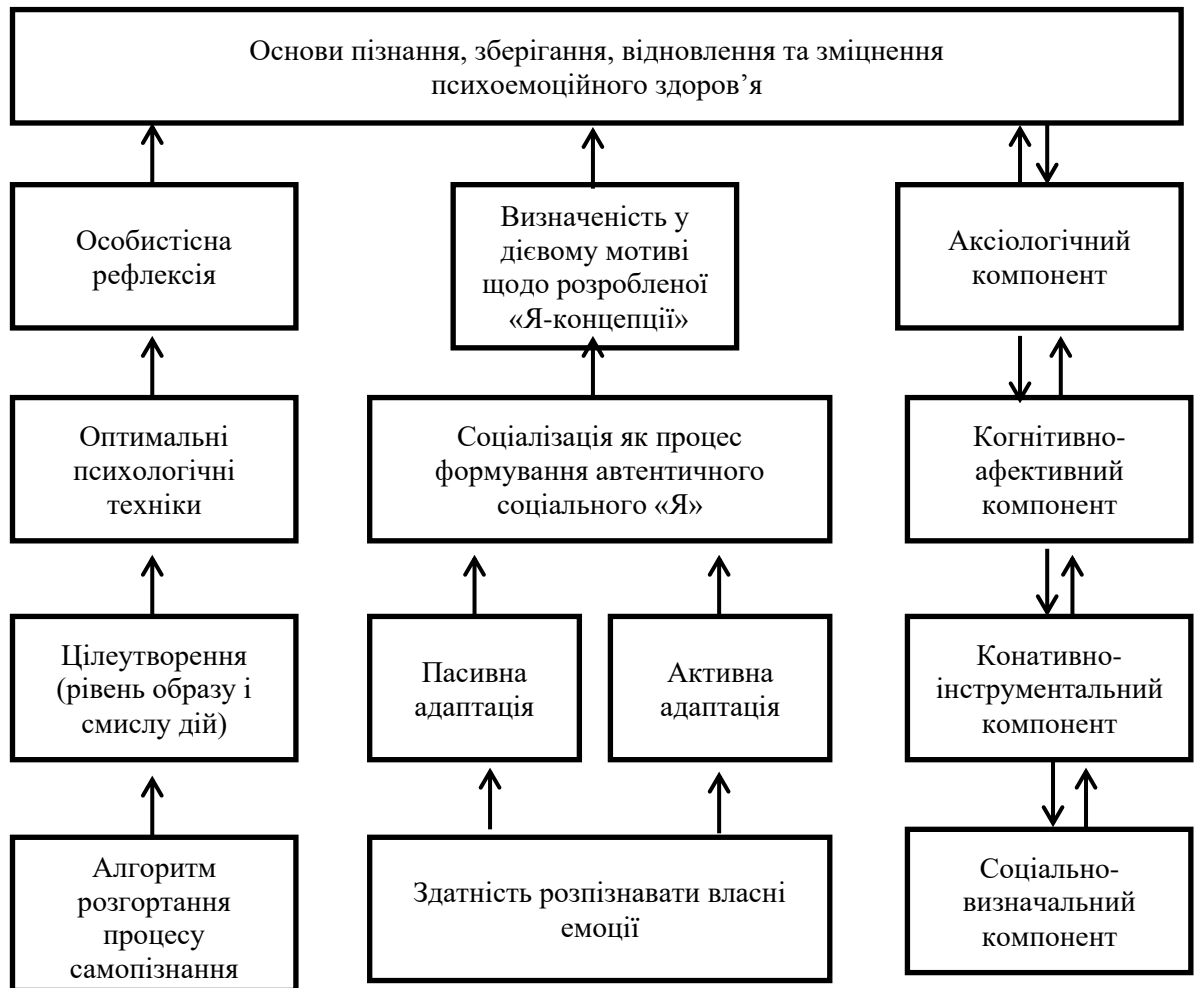 Основи пізнання, зберігання, відновлення та зміцнення
психоемоційного здоров’я
Особистісна
рефлексія
Визначеність у
дієвому мотиві
щодо розробленої
«Я-концепції»
Аксіологічний
компонент
Оптимальні
психологічні
техніки
Соціалізація як процес
формування автентичного
соціального «Я»
Когнітивно-
афективний
компонент
Цілеутворення
(рівень образу і
смислу дій)
Пасивна
адаптація
Активна
адаптація
Конативно-
інструментальний
компонент
Алгоритм
розгортання
процесу
самопізнання
Здатність розпізнавати власні
емоції
Соціально-
визначальний
компонент